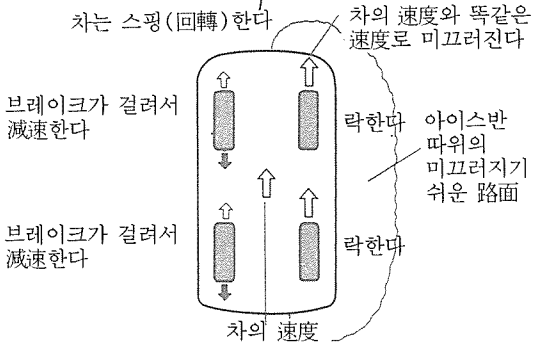 차는 스핑(回轉)한다
차의 速度와 똑같은
速度로 미끄러진다
브레이크가 걸려서
減速한다
락한다
아이스반
따위의
미끄러지기
쉬운 路面
브레이크가 걸려서
減速한다
락한다
차의 速度